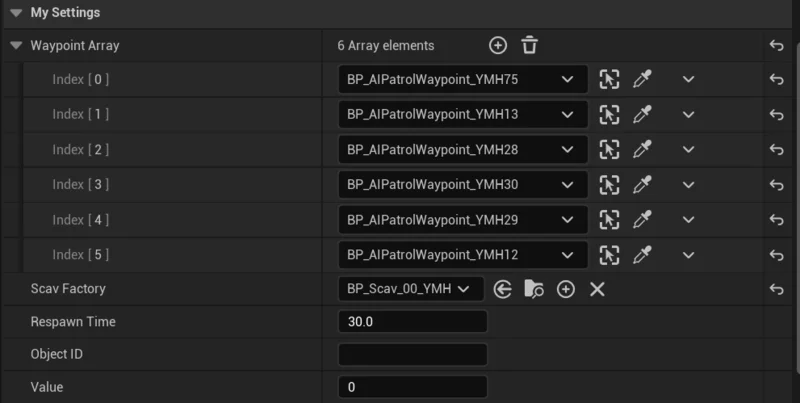 My Settings
Waypoint Array 6 Array elements
Index [ 0 ] BP_AIPatrolWaypoint_YMH75
Index [ 1 ] BP_AIPatrolWaypoint_YMH13
Index [ 2 ] BP_AIPatrolWaypoint_YMH28
Index [ 3 ] BP_AIPatrolWaypoint_YMH30
Index [ 4 ] BP_AIPatrolWaypoint_YMH29
Index [ 5 ] BP_AIPatrolWaypoint_YMH12
Scav Factory BP_Scav_00_YMH
Respawn Time 30.0
Object ID
Value 0